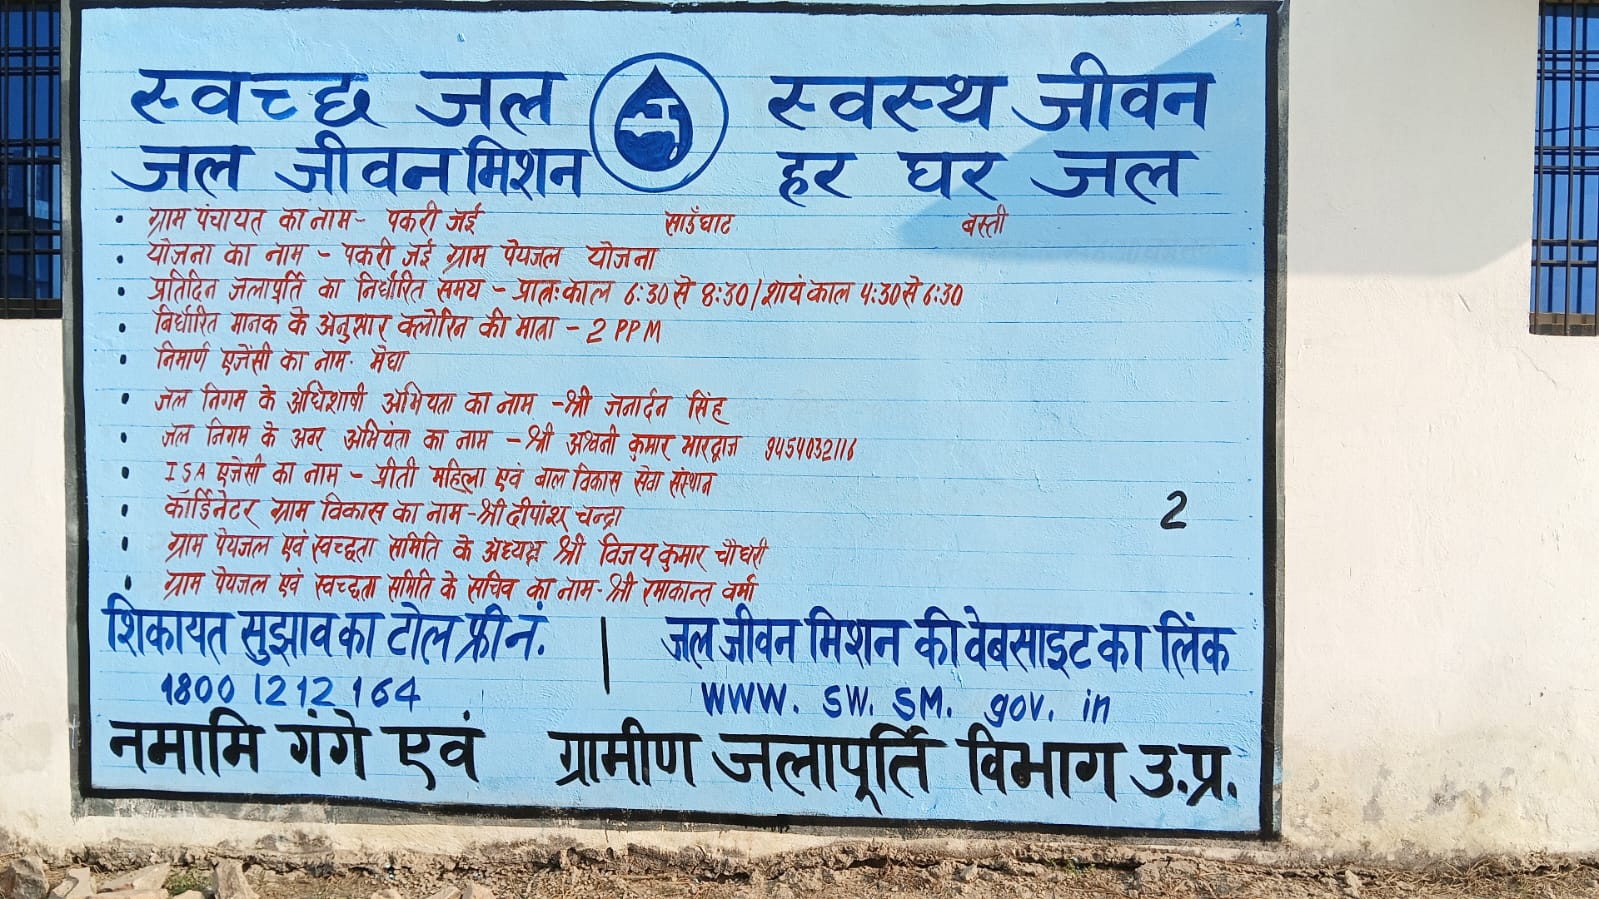 स्वच्छ जल स्वस्थ जीवन
जल जीवन मिशन हर घर जल
• ग्राम पंचायत का नाम- पकरी जई साउँघाट बस्ती
• योजना का नाम - पकरी जई ग्राम पेयजल योजना
• प्रतिदिन जलापूर्ति का निर्धारित समय - प्रातःकाल 6:30 से 8:30 / शायंकाल 4:30 से 6:30
• निर्धारित मानक के अनुसार क्लोरिन की मात्रा - 2 PPM
• निमार्ण एजेंसी का नाम- मेघा
• जल निगम के अधिशाषी अभियंता का नाम -श्री जनार्दन सिंह
• जल निगम के अवर अभियंता का नाम -श्री अश्वनी कुमार भारद्वाज 9454032116
• ISA एजेंसी का नाम - प्रीती महिला एवं बाल विकास सेवा संस्थान
• कॉर्डिनेटर ग्राम विकास का नाम-श्री दीपांशु चन्द्रा
• ग्राम पेयजल एवं स्वच्छता समिति के अध्यक्ष श्री विजय कुमार चौधरी
• ग्राम पेयजल एवं स्वच्छता समिति के सचिव का नाम-श्री रमाकान्त वर्मा
2
शिकायत सुझाव का टोल फ्री नं. | जल जीवन मिशन की वेबसाइट का लिंक
1800 1212 164 www. sw. sm. gov. in
नमामि गंगे एवं ग्रामीण जलापूर्ति विभाग उ.प्र.